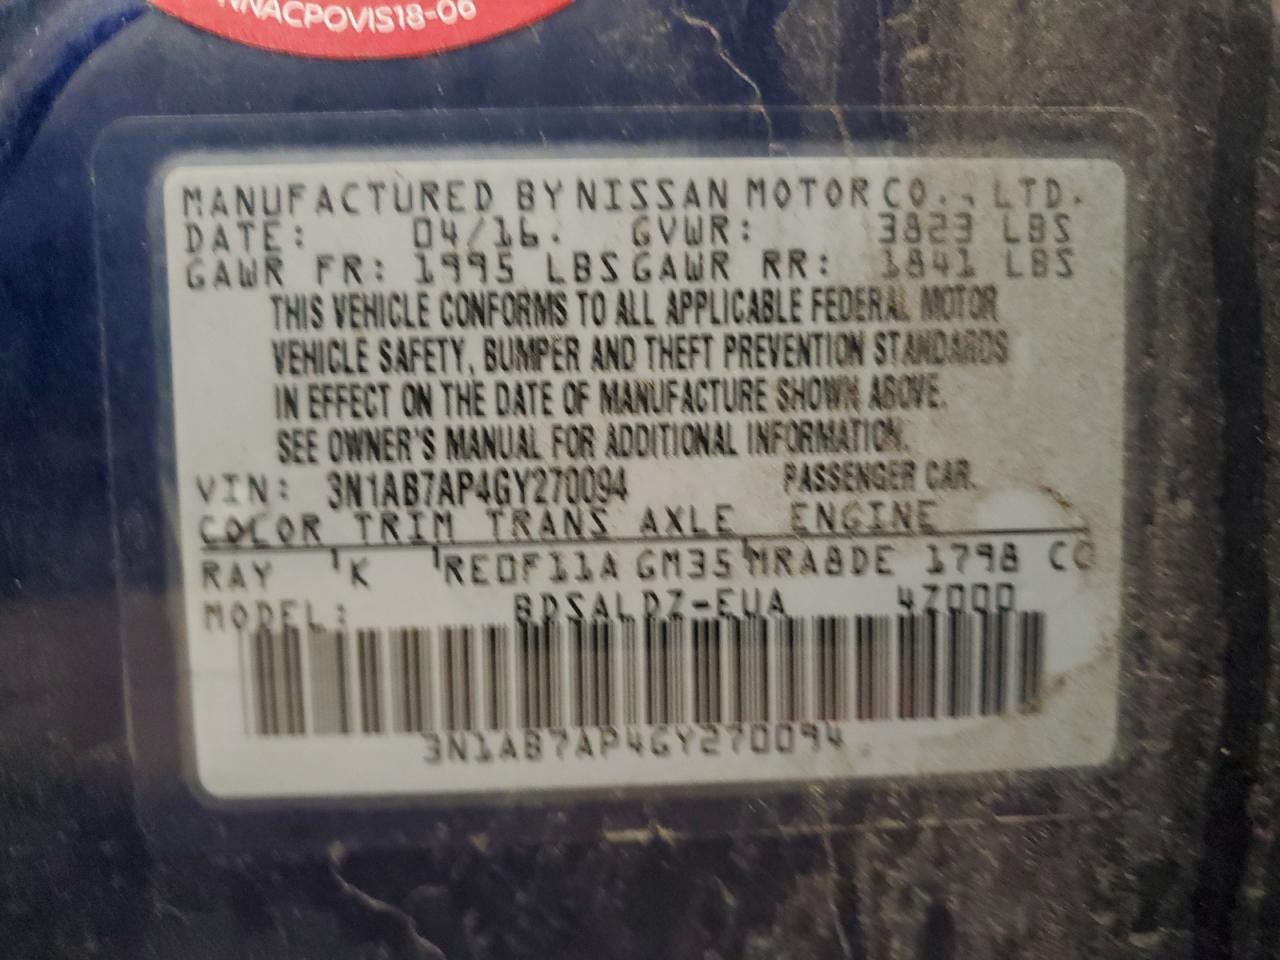 NNACPOVIS18-06
MANUFACTURED BY NISSAN MOTOR CO., LTD.
DATE: 04/16. GVWR: 3823 LBS
GAWR FR: 1995 LBS GAWR RR: 1841 LBS
THIS VEHICLE CONFORMS TO ALL APPLICABLE FEDERAL MOTOR
VEHICLE SAFETY, BUMPER AND THEFT PREVENTION STANDARDS
IN EFFECT ON THE DATE OF MANUFACTURE SHOWN ABOVE.
SEE OWNER'S MANUAL FOR ADDITIONAL INFORMATION.
VIN: 3N1AB7AP4GY270094 PASSENGER CAR.
COLOR TRIM TRANS AXLE ENGINE
RAY K RE0F11A GM35 MRA8DE 1798 CC
MODEL: BDSALDZ-EUA 4Z000
3N1AB7AP4GY270094